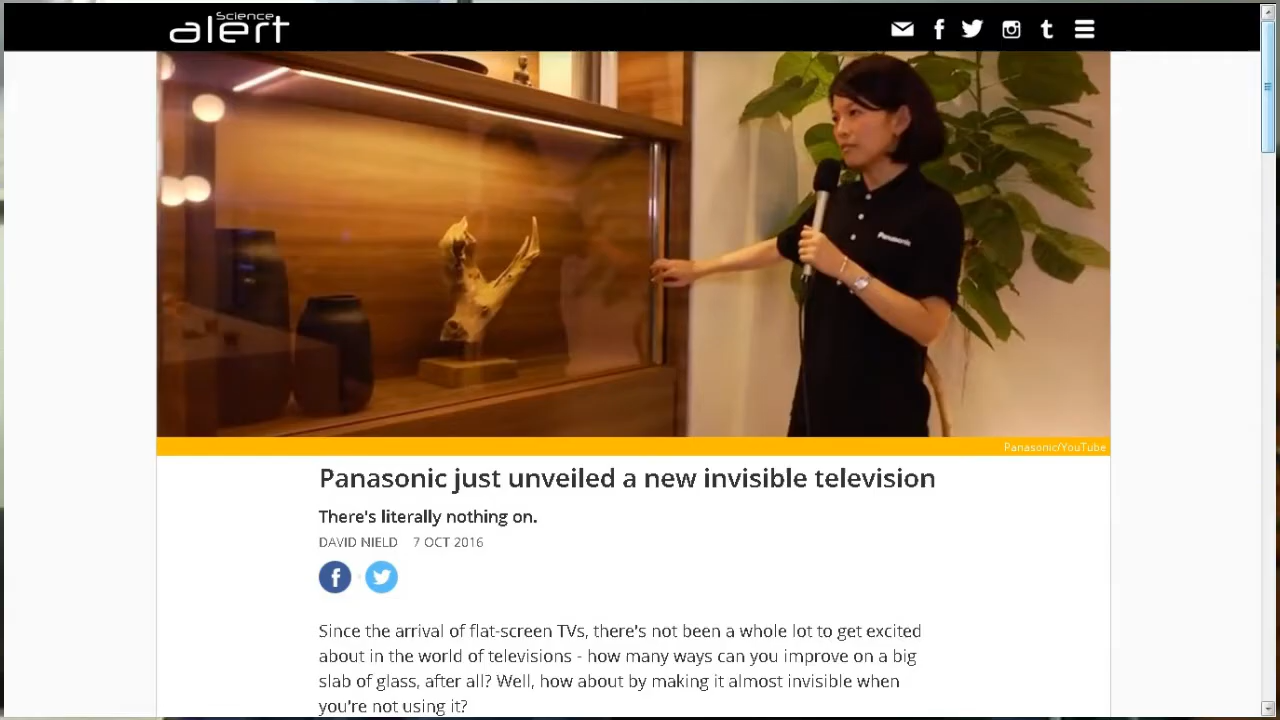 Science
alert
Panasonic
Panasonic/YouTube
Panasonic just unveiled a new invisible television
There's literally nothing on.
DAVID NIELD 7 OCT 2016
Since the arrival of flat-screen TVs, there's not been a whole lot to get excited
about in the world of televisions - how many ways can you improve on a big
slab of glass, after all? Well, how about by making it almost invisible when
you're not using it?